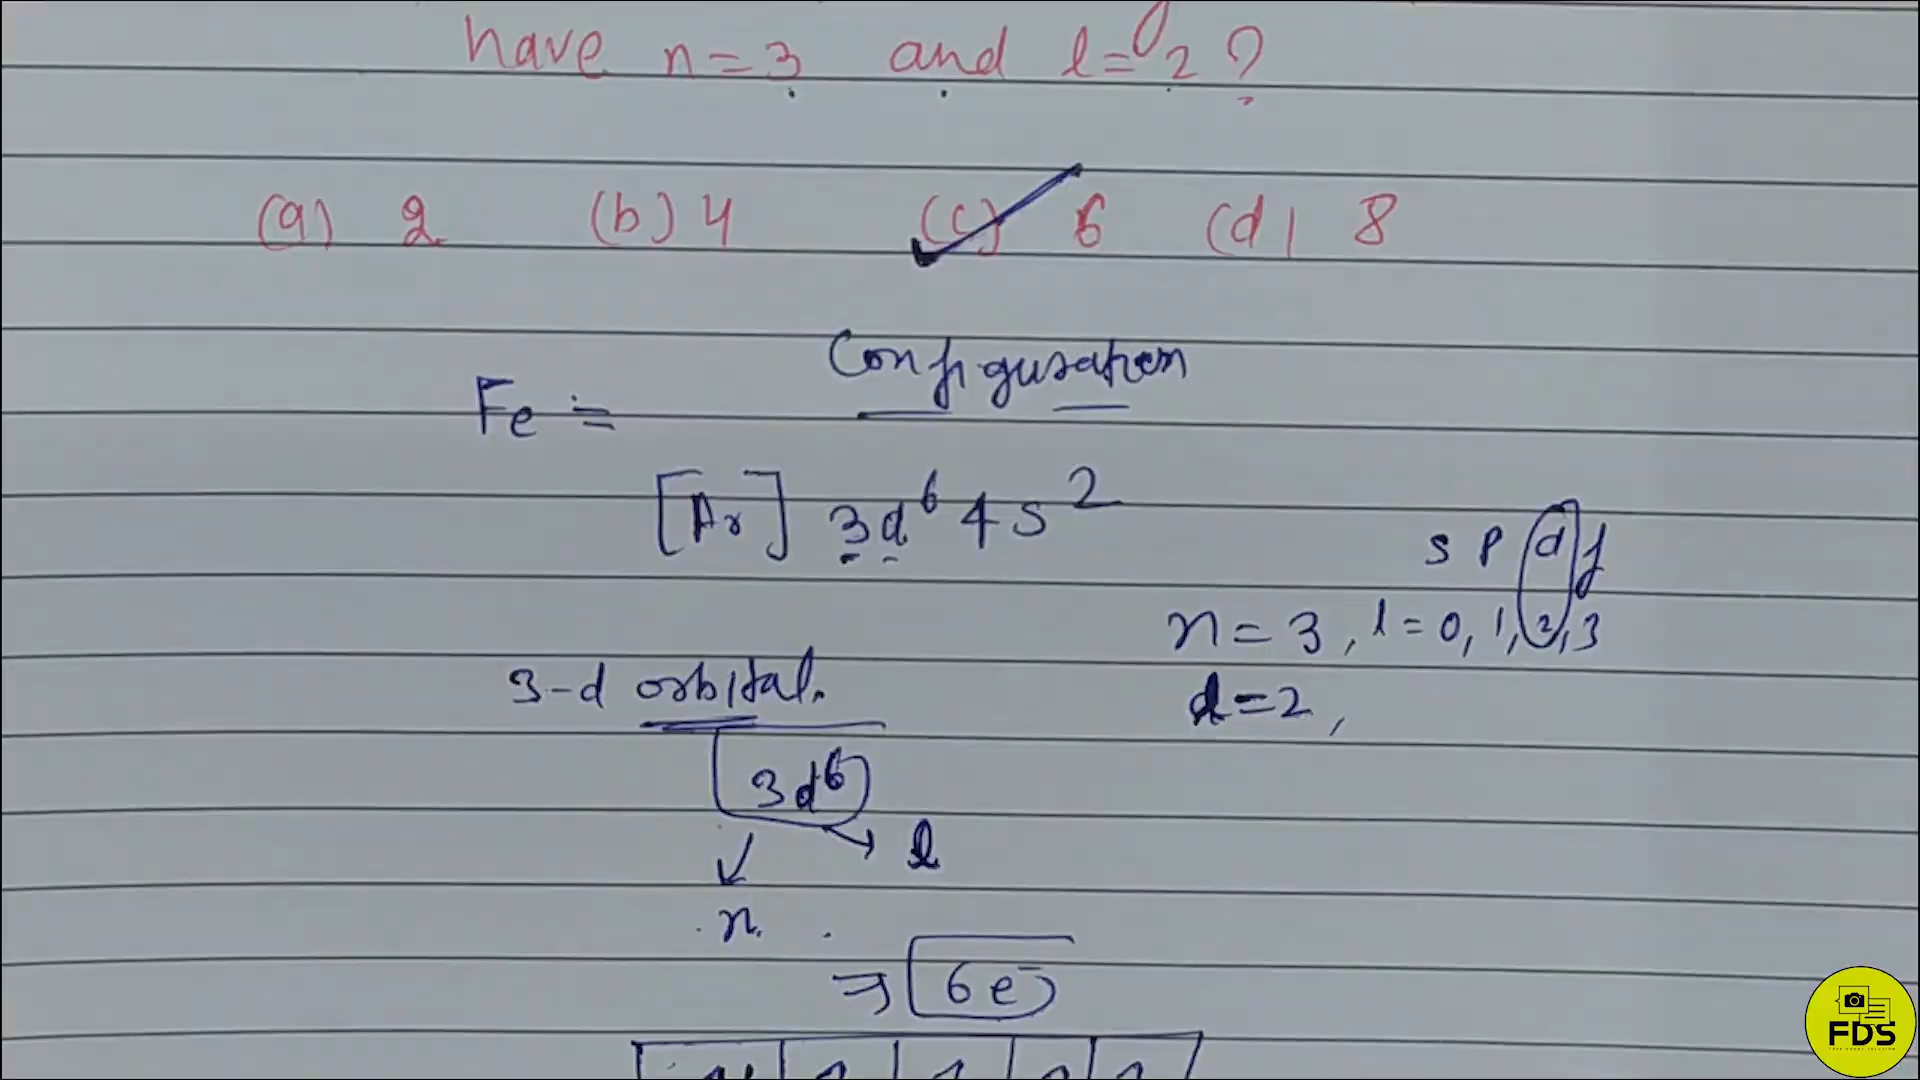 have n=3 and l=2 ?
(a) 2 (b) 4 (c) 6 (d) 8
Configuration
Fe =
[Ar] 3d⁶ 4s²
s p d f
n = 3, l = 0, 1, 2, 3
3-d orbital.
d = 2,
3d⁶
l
n.
⇒ 6e⁻
FDS